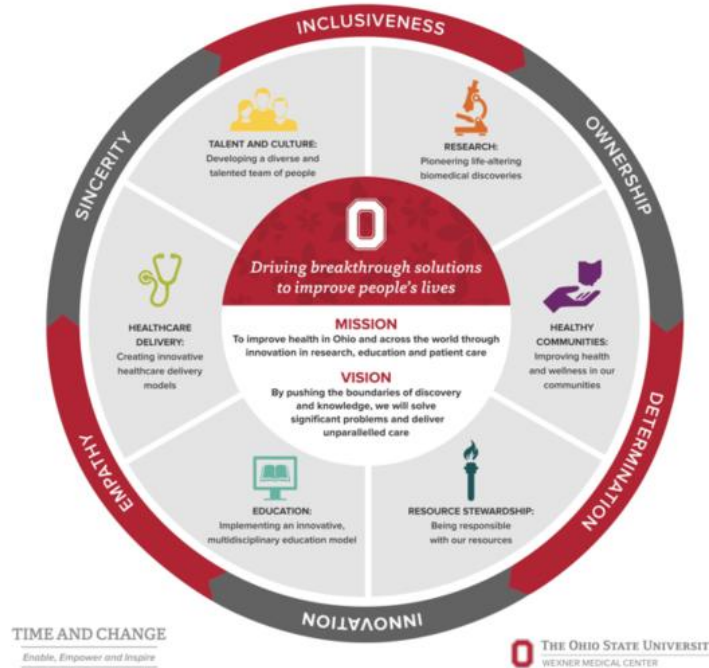 INCLUSIVENESS
OWNERSHIP
DETERMINATION
INNOVATION
EMPATHY
SINCERITY
TALENT AND CULTURE:
Developing a diverse and
talented team of people
RESEARCH:
Pioneering life-altering
biomedical discoveries
O
Driving breakthrough solutions
to improve people's lives
MISSION
To improve health in Ohio and across the world through
innovation in research, education and patient care
VISION
By pushing the boundaries of discovery
and knowledge, we will solve
significant problems and deliver
unparallelled care
HEALTHCARE
DELIVERY:
Creating innovative
healthcare delivery
models
HEALTHY
COMMUNITIES:
Improving health
and wellness in our
communities
EDUCATION:
Implementing an innovative,
multidisciplinary education model
RESOURCE STEWARDSHIP:
Being responsible
with our resources
TIME AND CHANGE
Enable, Empower and Inspire
O
THE OHIO STATE UNIVERSIT
WEXNER MEDICAL CENTER